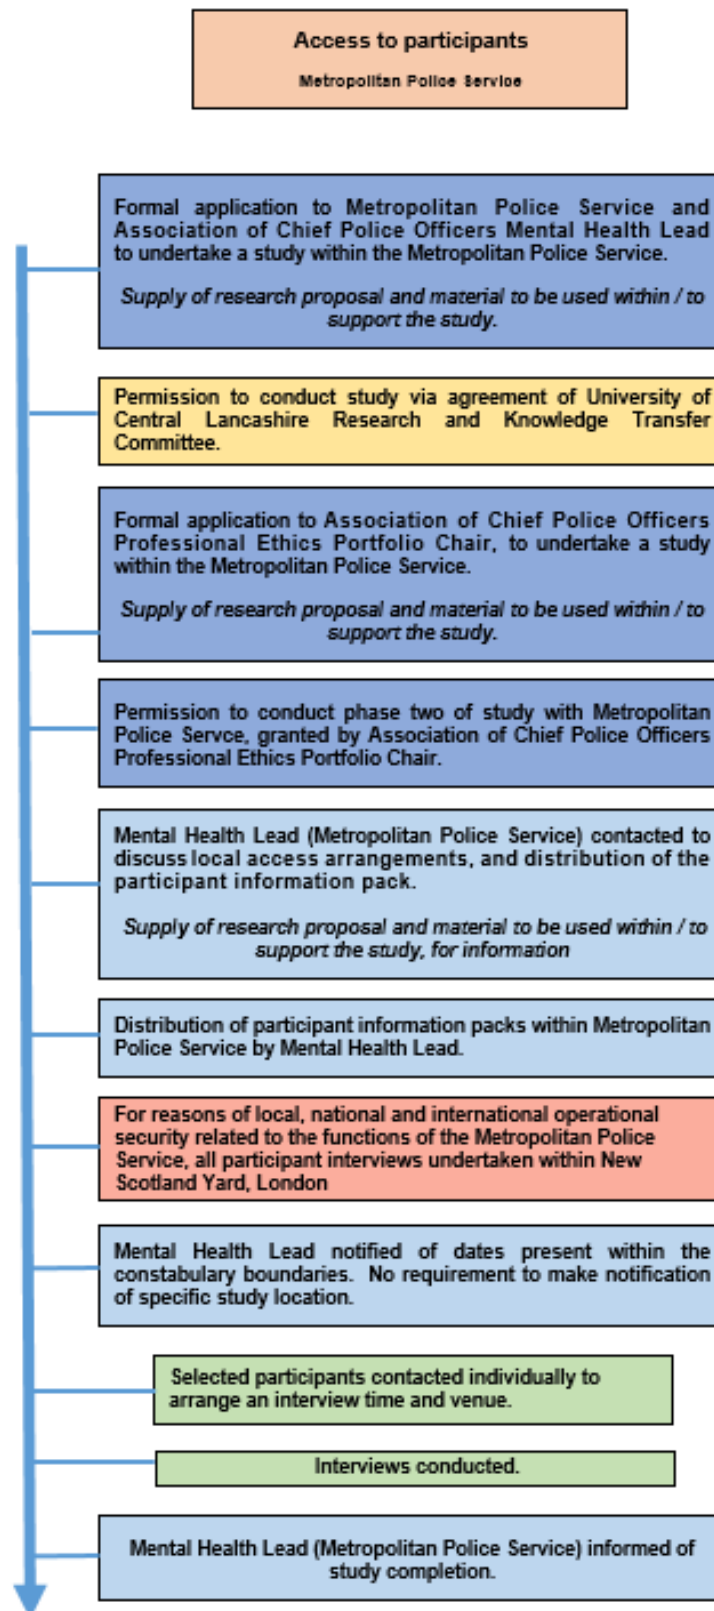 Access to participants
Metropolitan Police Service
Formal application to Metropolitan Police Service and
Association of Chief Police Officers Mental Health Lead
to undertake a study within the Metropolitan Police Service.
Supply of research proposal and material to be used within / to
support the study.
Permission to conduct study via agreement of University of
Central Lancashire Research and Knowledge Transfer
Committee.
Formal application to Association of Chief Police Officers
Professional Ethics Portfolio Chair, to undertake a study
within the Metropolitan Police Service.
Supply of research proposal and material to be used within / to
support the study.
Permission to conduct phase two of study with Metropolitan
Police Servce, granted by Association of Chief Police Officers
Professional Ethics Portfolio Chair.
Mental Health Lead (Metropolitan Police Service) contacted to
discuss local access arrangements, and distribution of the
participant information pack.
Supply of research proposal and material to be used within / to
support the study, for information
Distribution of participant information packs within Metropolitan
Police Service by Mental Health Lead.
For reasons of local, national and international operational
security related to the functions of the Metropolitan Police
Service, all participant interviews undertaken within New
Scotland Yard, London
Mental Health Lead notified of dates present within the
constabulary boundaries. No requirement to make notification
of specific study location.
Selected participants contacted individually to
arrange an interview time and venue.
Interviews conducted.
Mental Health Lead (Metropolitan Police Service) informed of
study completion.